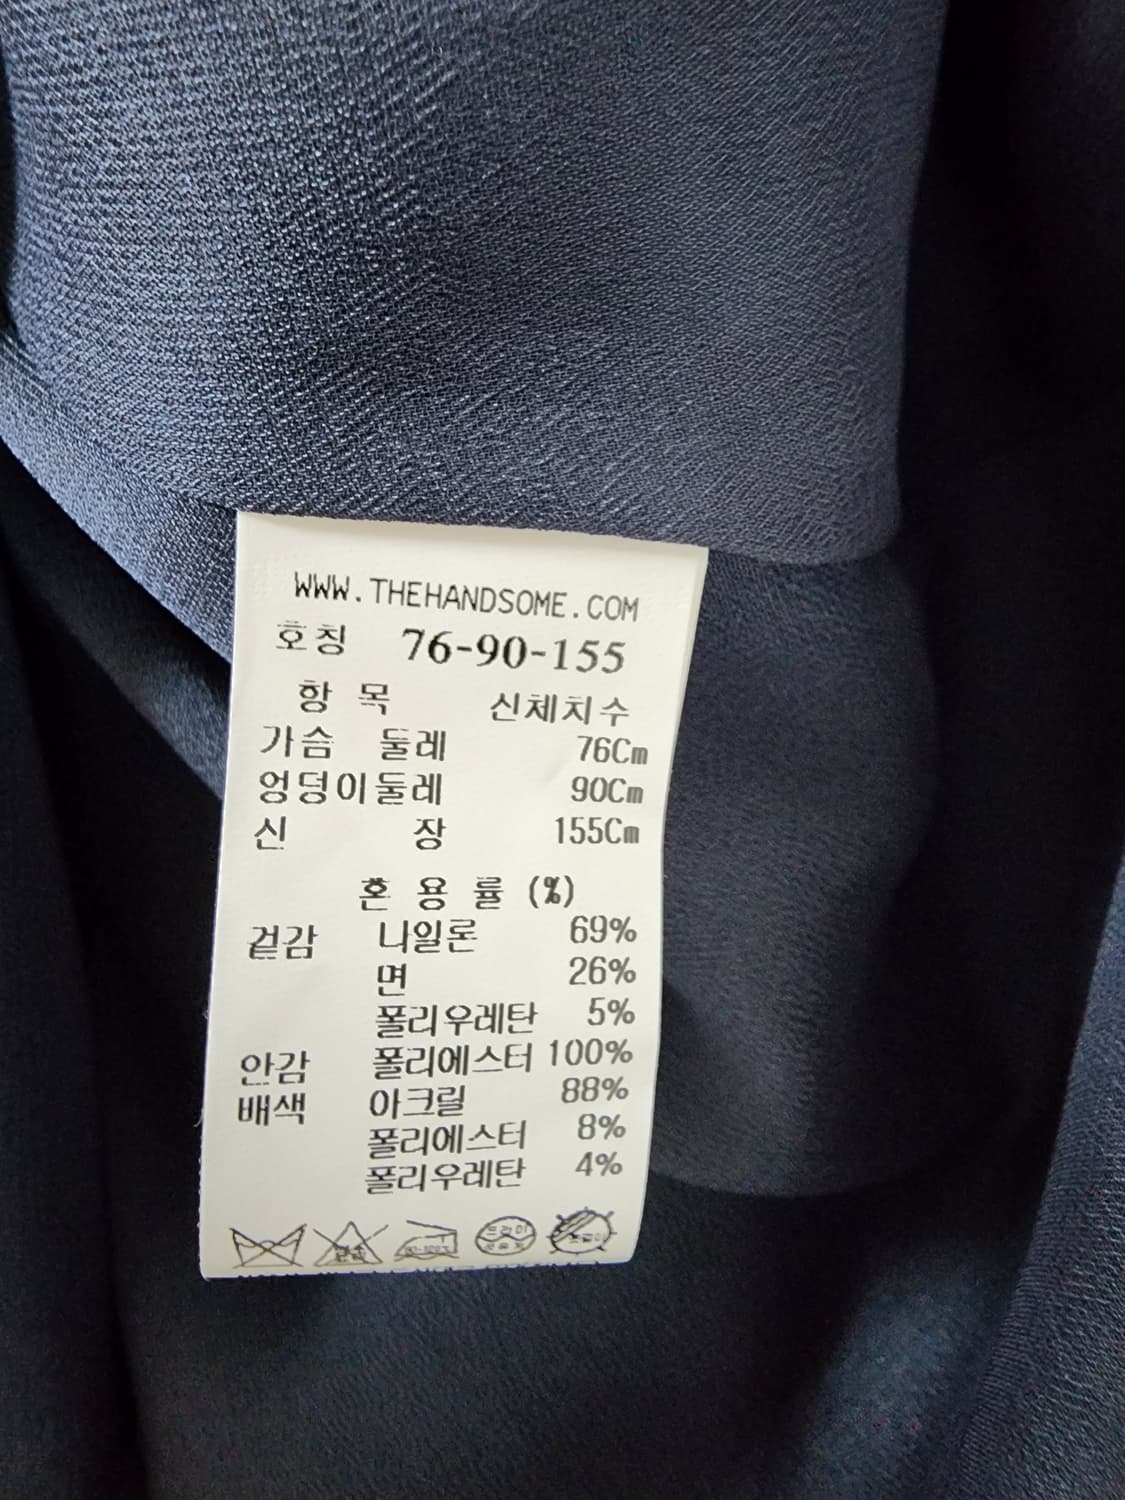 WWW.THEHANDSOME.COM
호칭 76-90-155
항 목 신체치수
가슴 둘레 76Cm
엉덩이둘레 90Cm
신 장 155Cm
혼 용 률 (%)
겉감 나일론 69%
면 26%
폴리우레탄 5%
안감 폴리에스터 100%
배색 아크릴 88%
폴리에스터 8%
폴리우레탄 4%
드라이